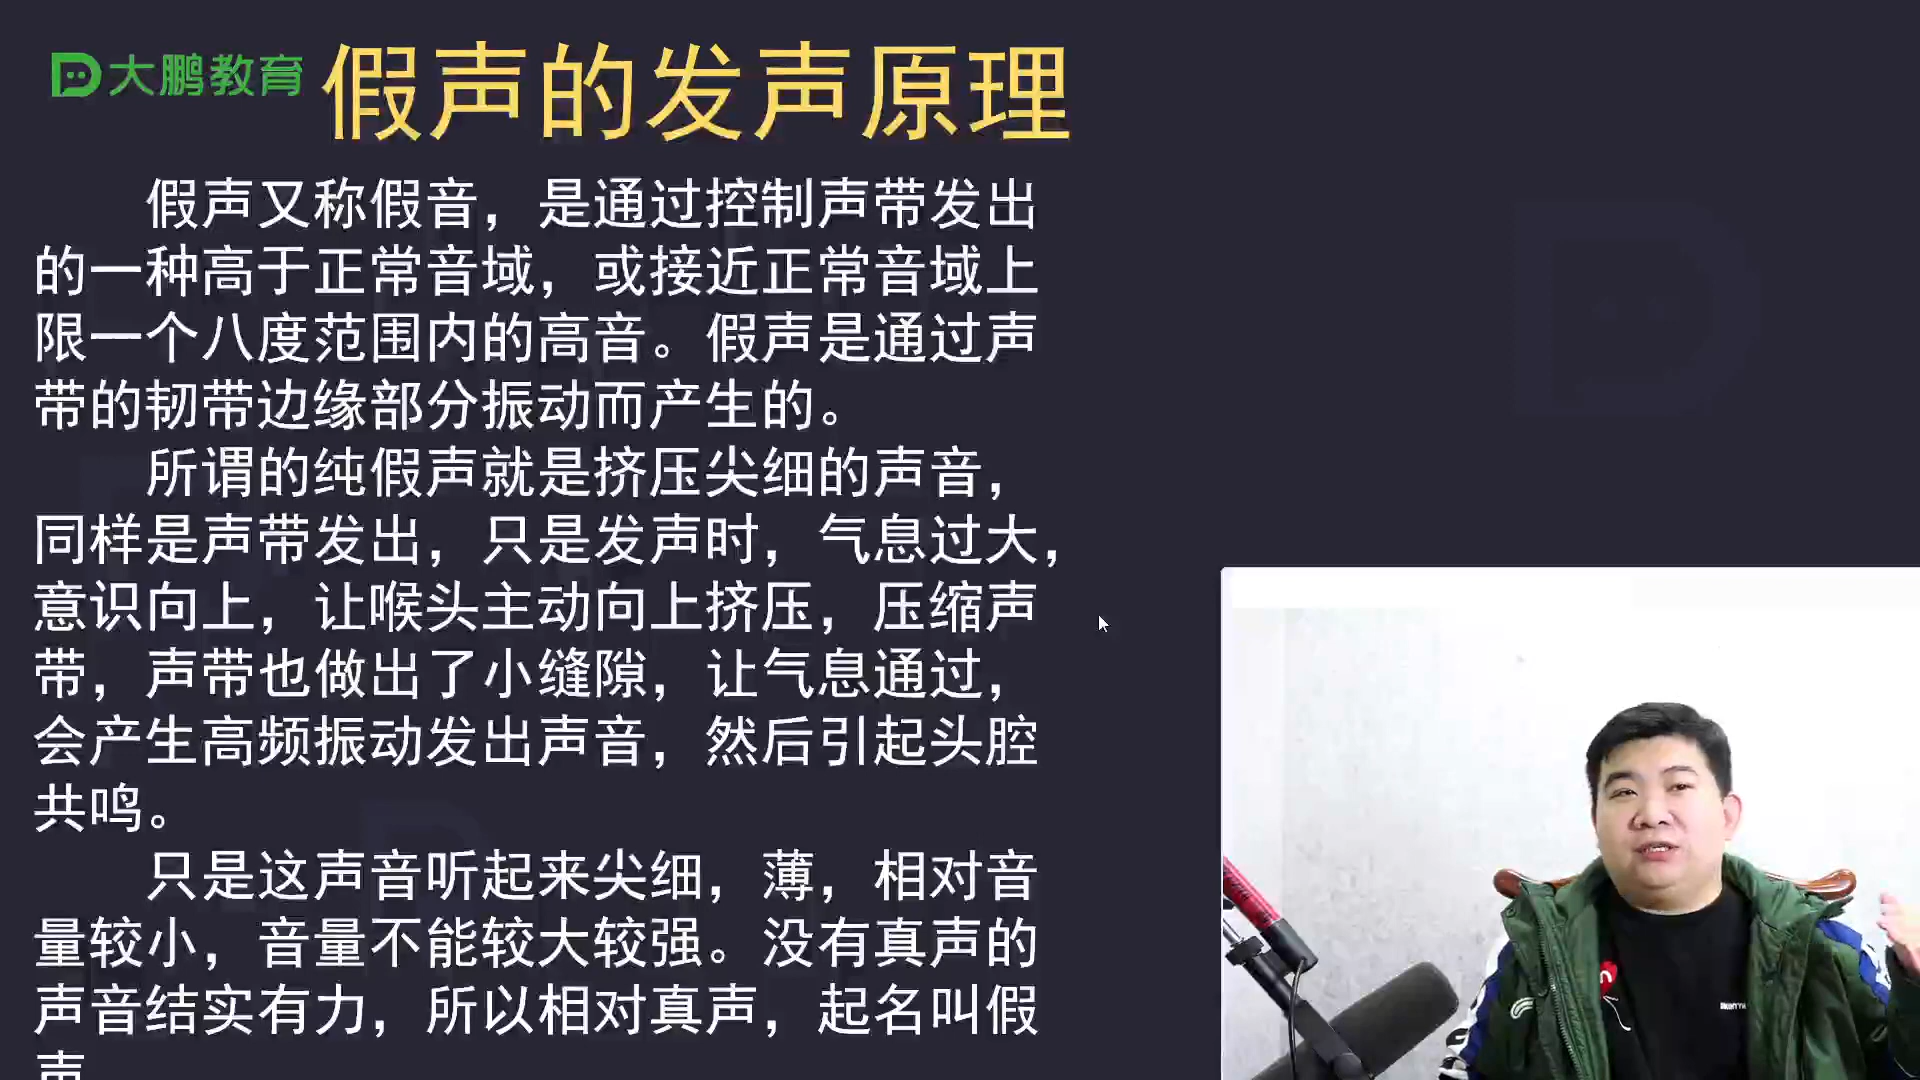 大鹏教育
假声的发声原理
假声又称假音，是通过控制声带发出
的一种高于正常音域，或接近正常音域上
限一个八度范围内的高音。假声是通过声
带的韧带边缘部分振动而产生的。
所谓的纯假声就是挤压尖细的声音，
同样是声带发出，只是发声时，气息过大，
意识向上，让喉头主动向上挤压，压缩声
带，声带也做出了小缝隙，让气息通过，
会产生高频振动发出声音，然后引起头腔
共鸣。
只是这声音听起来尖细，薄，相对音
量较小，音量不能较大较强。没有真声的
声音结实有力，所以相对真声，起名叫假
声